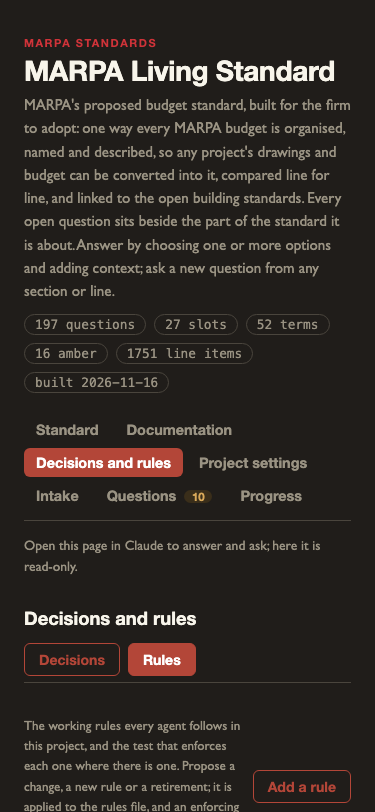 MARPA STANDARDS
MARPA Living Standard
MARPA's proposed budget standard, built for the firm
to adopt: one way every MARPA budget is organised,
named and described, so any project's drawings and
budget can be converted into it, compared line for
line, and linked to the open building standards. Every
open question sits beside the part of the standard it
is about. Answer by choosing one or more options
and adding context; ask a new question from any
section or line.
197 questions 27 slots 52 terms
16 amber 1751 line items
built 2026-11-16
Standard Documentation
Decisions and rules Project settings
Intake Questions 10 Progress
Open this page in Claude to answer and ask; here it is
read-only.
Decisions and rules
Decisions Rules
The working rules every agent follows in
this project, and the test that enforces
each one where there is one. Propose a
change, a new rule or a retirement; it is
applied to the rules file, and an enforcing
Add a rule